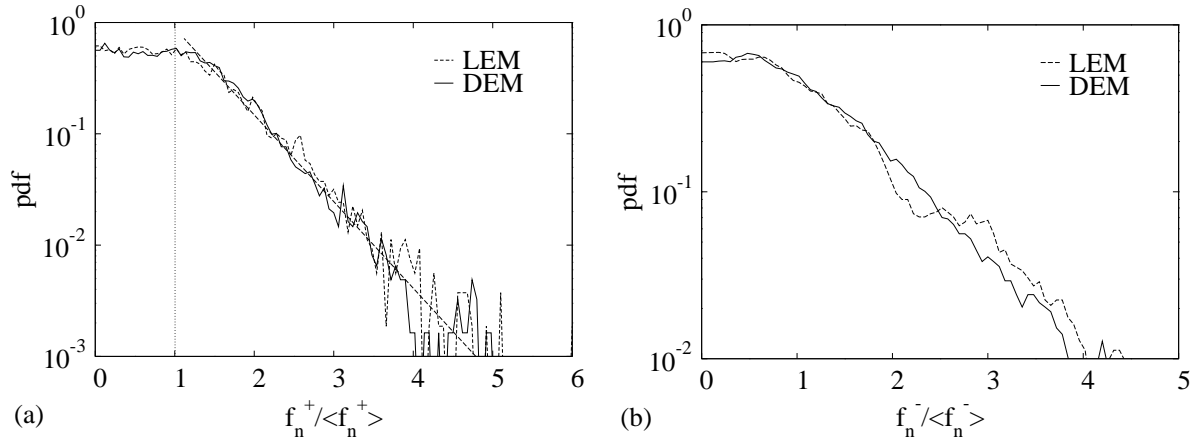 10^0
10^-1
10^-2
10^-3
pdf
LEM
DEM
0 1 2 3 4 5 6
(a)
f_n^+/<f_n^+>
10^0
10^-1
10^-2
pdf
LEM
DEM
0 1 2 3 4 5
(b)
f_n^-/<f_n^->